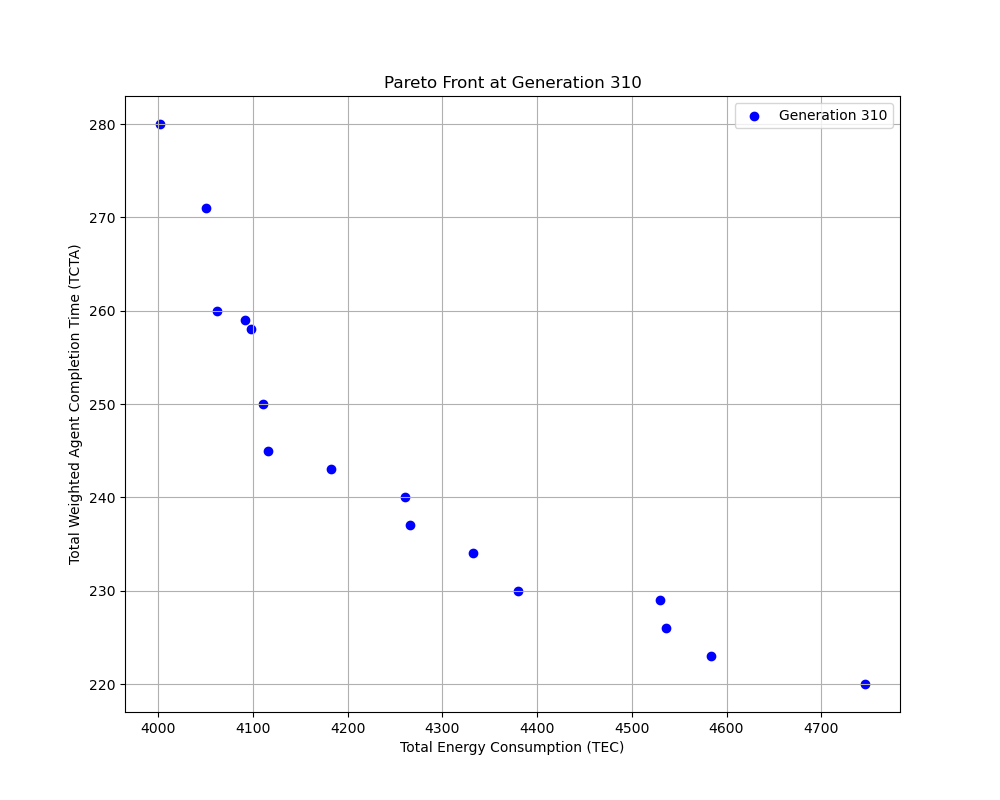 Pareto Front at Generation 310
Generation 310
Total Weighted Agent Completion Time (TCTA)
280
270
260
250
240
230
220
4000 4100 4200 4300 4400 4500 4600 4700
Total Energy Consumption (TEC)